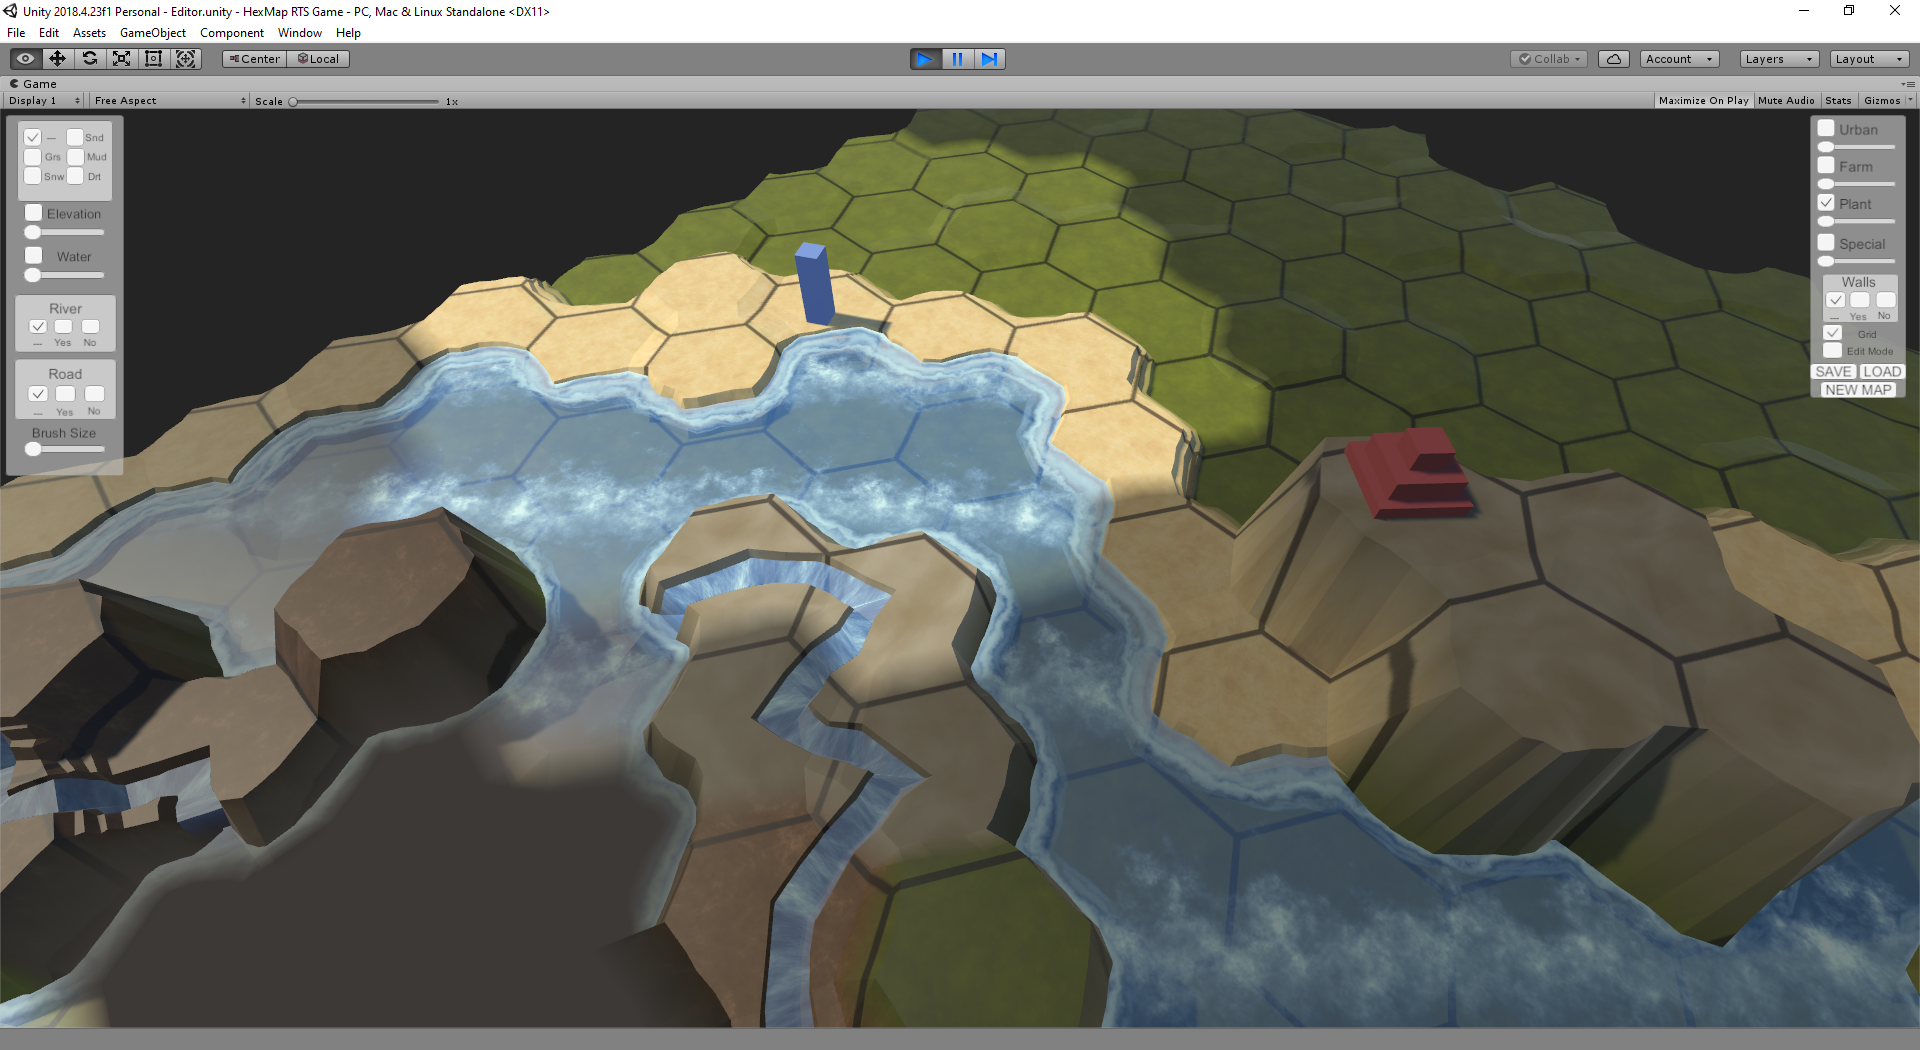 Unity 2018.4.23f1 Personal - Editor.unity - HexMap RTS Game - PC, Mac & Linux Standalone <DX11>
File Edit Assets GameObject Component Window Help
Center Local Collab Account Layers Layout
Game
Display 1 Free Aspect Scale 1x Maximize On Play Mute Audio Stats Gizmos
--- Snd
Grs Mud
Snw Drt
Elevation
Water
River
--- Yes No
Road
--- Yes No
Brush Size
Urban
Farm
Plant
Special
Walls
--- Yes No
Grid
Edit Mode
SAVE LOAD
NEW MAP